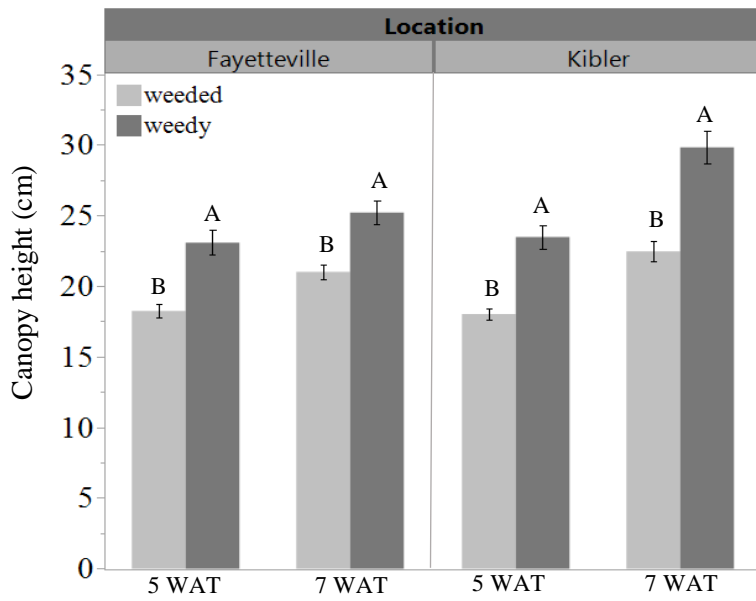 Location
Fayetteville Kibler
weeded
weedy
Canopy height (cm)
35
30
25
20
15
10
5
0
B A B A B A B A
5 WAT 7 WAT 5 WAT 7 WAT